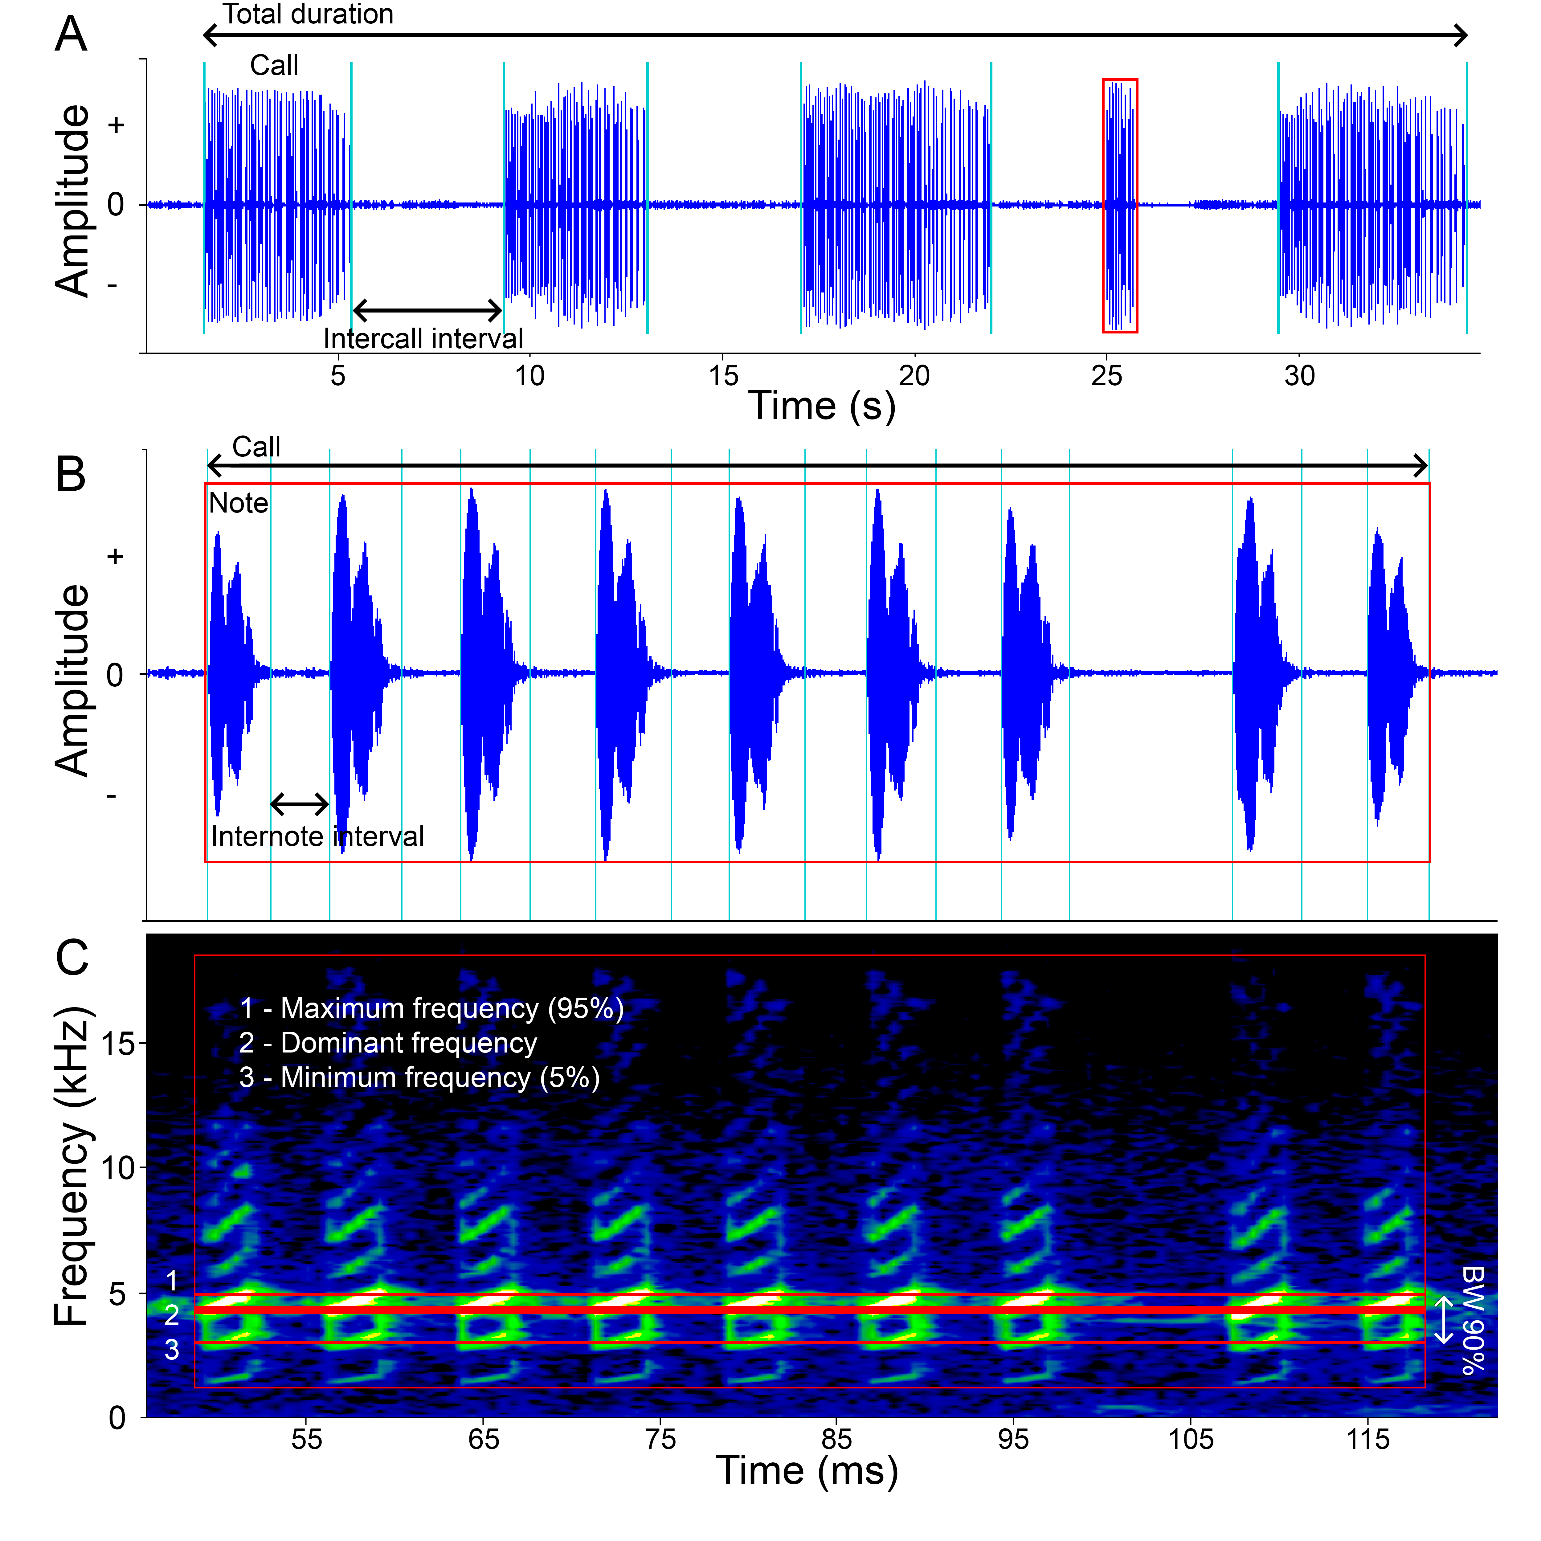 A
Total duration
Call
Amplitude
+
0
-
Intercall interval
5 10 15 20 25 30
Time (s)
B
Call
Note
Amplitude
+
0
-
Internote interval
C
1 - Maximum frequency (95%)
2 - Dominant frequency
3 - Minimum frequency (5%)
Frequency (kHz)
15
10
5
0
1
2
3
BW 90%
55 65 75 85 95 105 115
Time (ms)